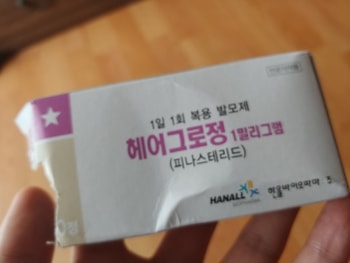 1일 1회 복용 발모제
헤어그로정 1밀리그램
(피나스테리드)
HANALL
한올바이오파마
정